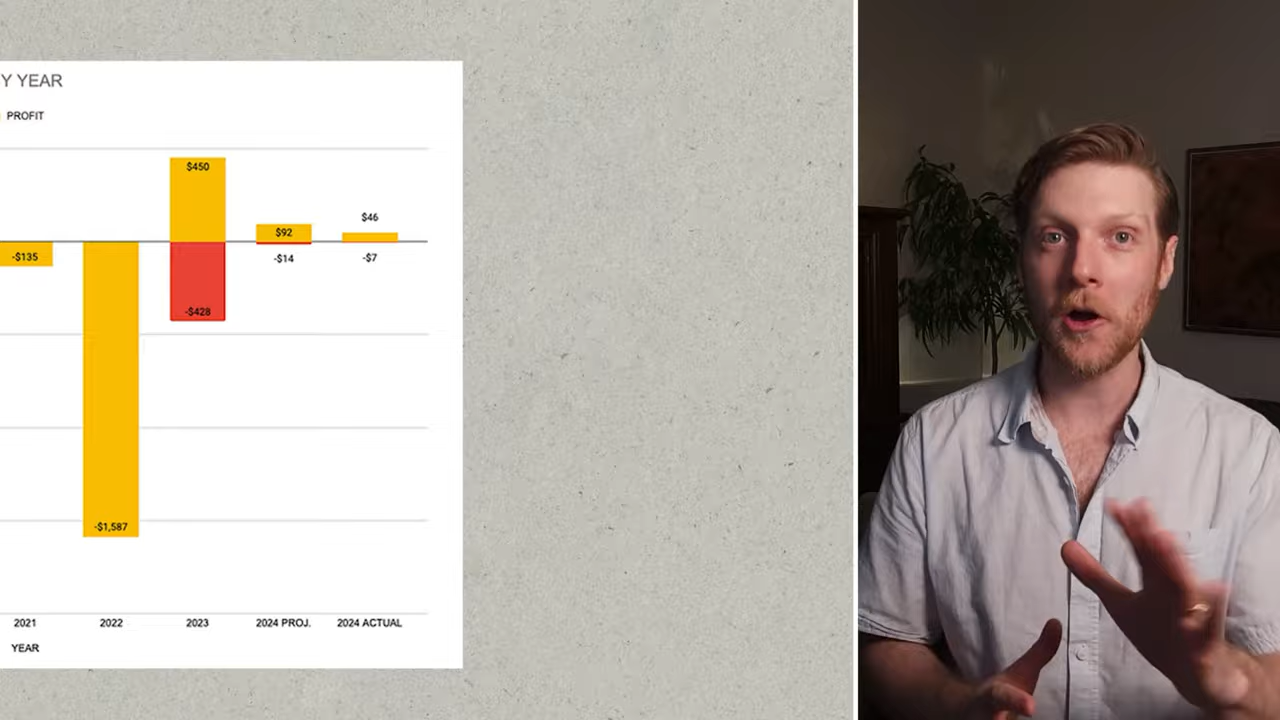 Y YEAR
PROFIT
$450
$46
$92
-$135
-$14
-$7
-$428
-$1,587
2021 2022 2023 2024 PROJ. 2024 ACTUAL
YEAR